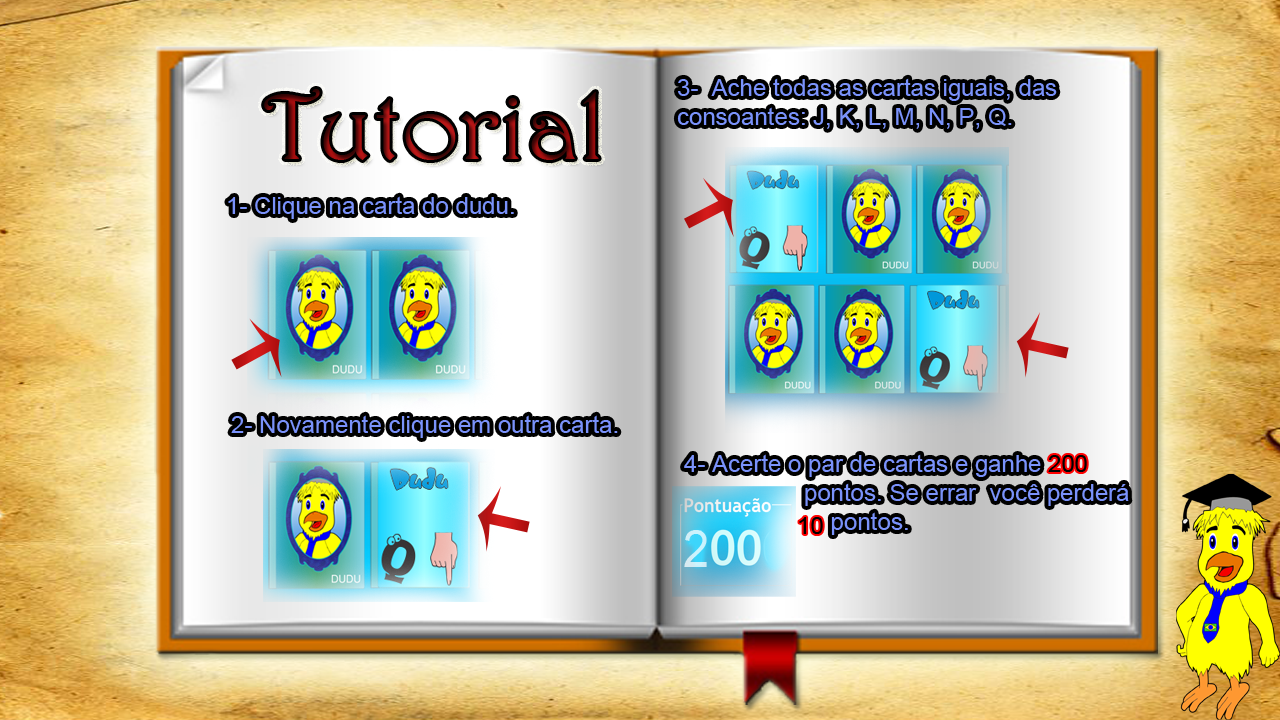 Tutorial
1- Clique na carta do dudu.
DUDU
DUDU
2- Novamente clique em outra carta.
Dudu
Q
DUDU
3- Ache todas as cartas iguais, das
consoantes: J, K, L, M, N, P, Q.
Dudu
Q
DUDU
DUDU
Dudu
Q
DUDU
DUDU
4- Acerte o par de cartas e ganhe 200
pontos. Se errar você perderá
10 pontos.
Pontuação
200